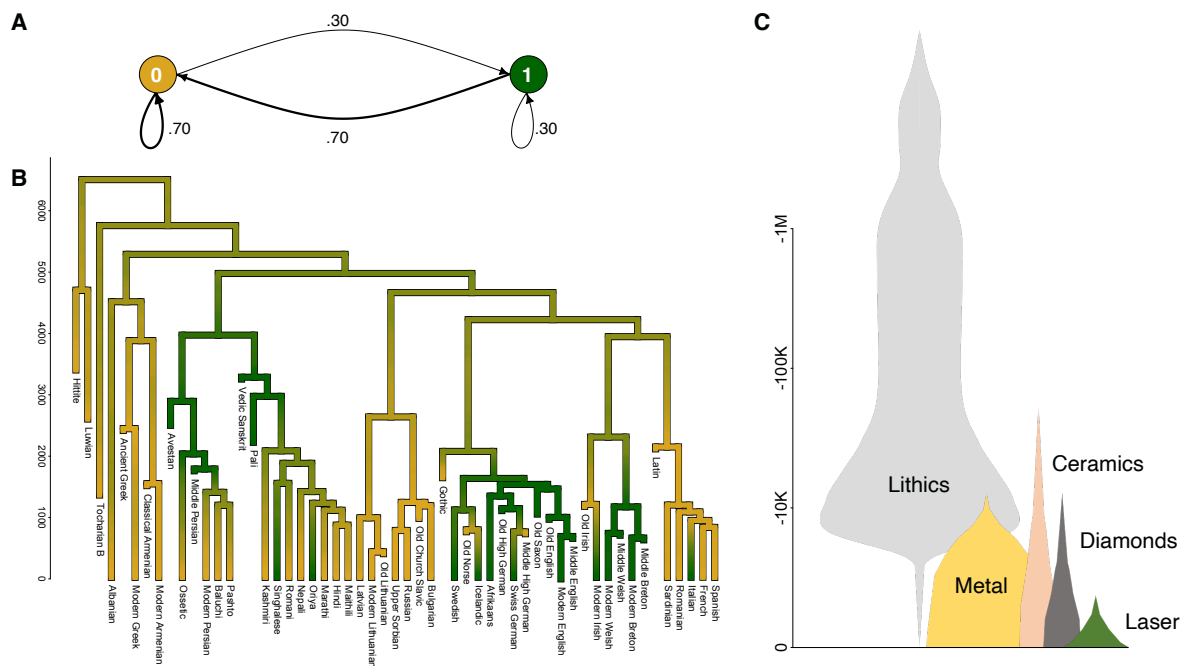 A
.30
0
1
.70
.70
.30
B
6000
5000
4000
3000
2000
1000
0
Hittite
Luwian
Tocharian B
Albanian
Ancient Greek
Modern Greek
Classical Armenian
Modern Armenian
Avestan
Ossetic
Middle Persian
Modern Persian
Baluchi
Pashto
Vedic Sanskrit
Pali
Kashmiri
Singhalese
Romani
Nepali
Oriya
Marathi
Hindi
Maithili
Latvian
Modern Lithuanian
Old Lithuanian
Upper Sorbian
Russian
Old Church
Slavic
Bulgarian
Gothic
Swedish
Old Norse
Icelandic
Afrikaans
Old High German
Swiss German
Middle High German
Old Saxon
Old English
Modern English
Middle English
Old Irish
Modern Irish
Modern Welsh
Middle Welsh
Modern Breton
Middle Breton
Latin
Sardinian
Romanian
Italian
French
Spanish
C
-1M
-100K
-10K
0
Lithics
Ceramics
Diamonds
Metal
Laser